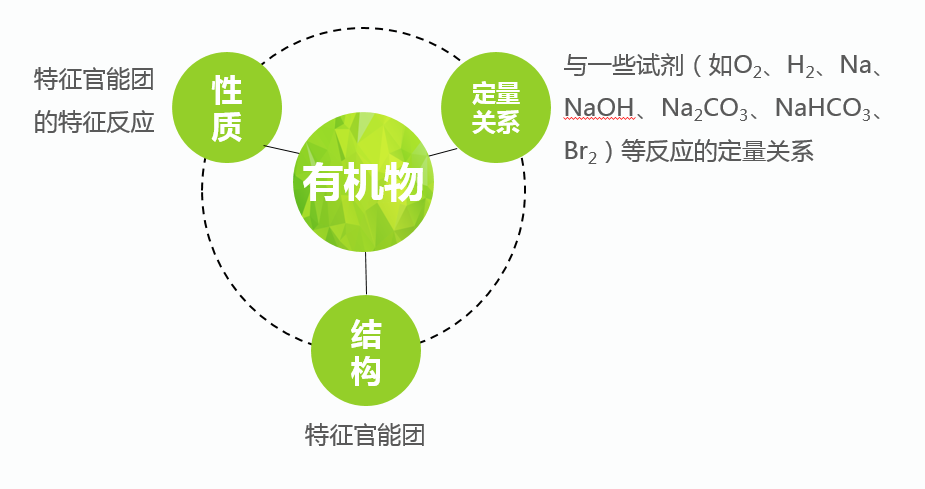 特征官能团
的特征反应
性
质
定量
关系
与一些试剂（如O₂、H₂、Na、
NaOH、Na₂CO₃、NaHCO₃、
Br₂）等反应的定量关系
有机物
结
构
特征官能团